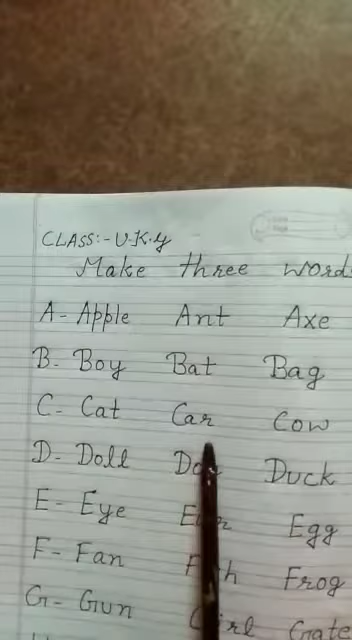 CLASS:- U.K.G
Make three word
A- Apple Ant Axe
B- Boy Bat Bag
C- Cat Car Cow
D- Doll Duck
E- Eye Egg
F- Fan Frog
G- Gun Gate